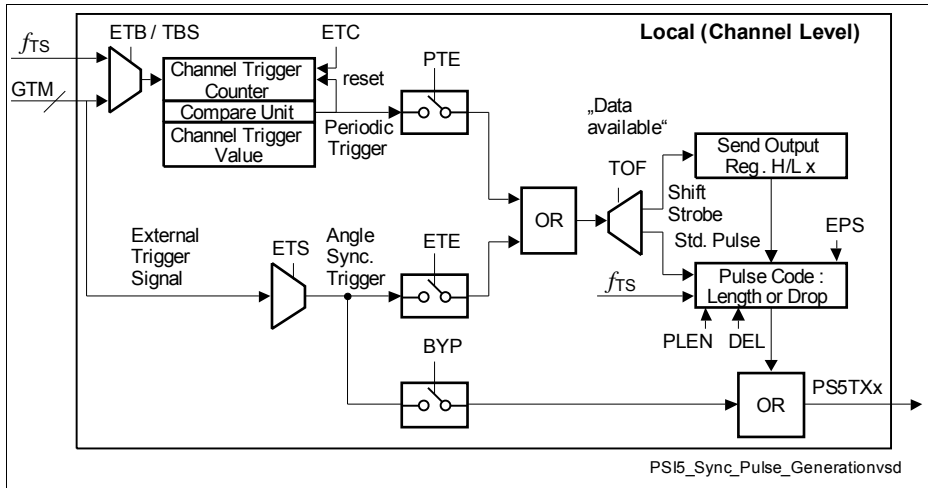 Local (Channel Level)
ETB / TBS
ETC
fTS
GTM
Channel Trigger
Counter
reset
PTE
Compare Unit
Channel Trigger
Value
Periodic
Trigger
„Data
available“
Send Output
Reg. H/L x
TOF
Shift
Strobe
OR
Std. Pulse
EPS
External
Trigger
Signal
ETS
Angle
Sync.
Trigger
ETE
fTS
Pulse Code :
Length or Drop
PLEN
DEL
BYP
OR
PS5TXx
PSI5_Sync_Pulse_Generationvsd